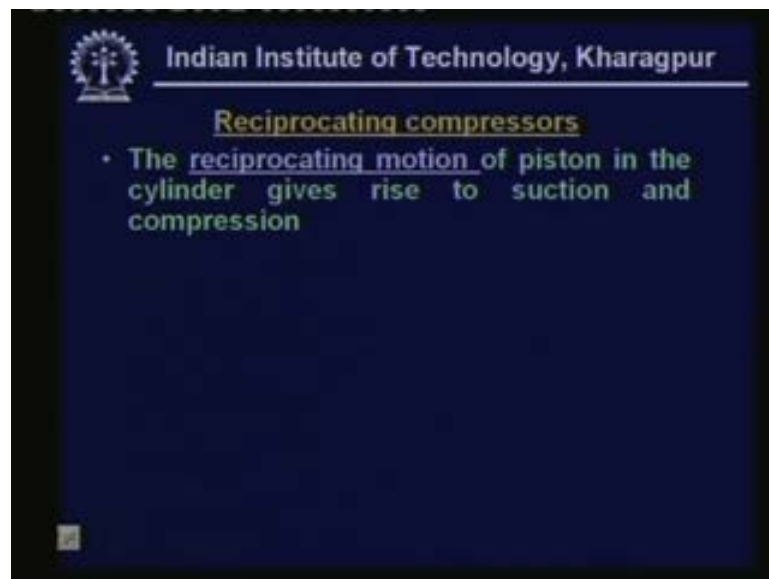 Indian Institute of Technology, Kharagpur
Reciprocating compressors
• The reciprocating motion of piston in the
cylinder gives rise to suction and
compression